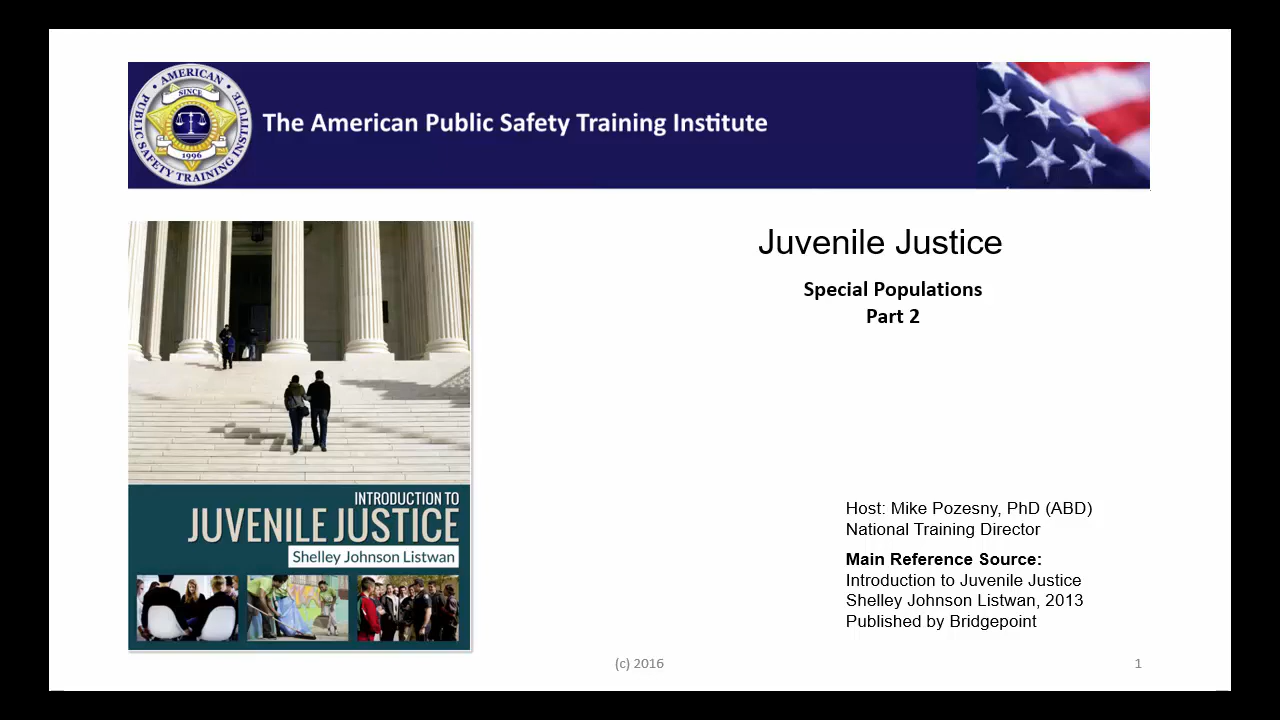 AMERICAN
PUBLIC SAFETY TRAINING INSTITUTE
SINCE
1996
The American Public Safety Training Institute
Juvenile Justice
Special Populations
Part 2
INTRODUCTION TO
JUVENILE JUSTICE
Shelley Johnson Listwan
Host: Mike Pozesny, PhD (ABD)
National Training Director
Main Reference Source:
Introduction to Juvenile Justice
Shelley Johnson Listwan, 2013
Published by Bridgepoint
(c) 2016
1